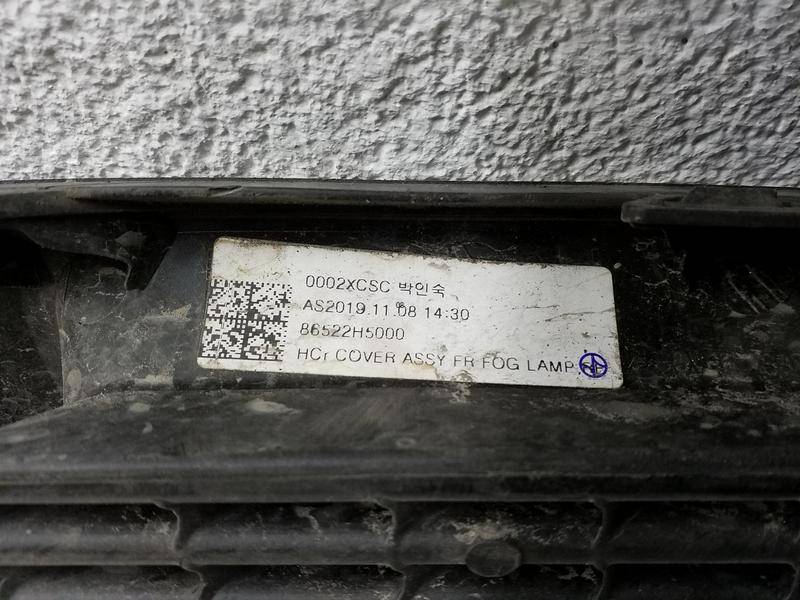 0002XCSC 박인숙
AS2019.11.08 14:30
86522H5000
HCr COVER ASSY FR FOG LAMP